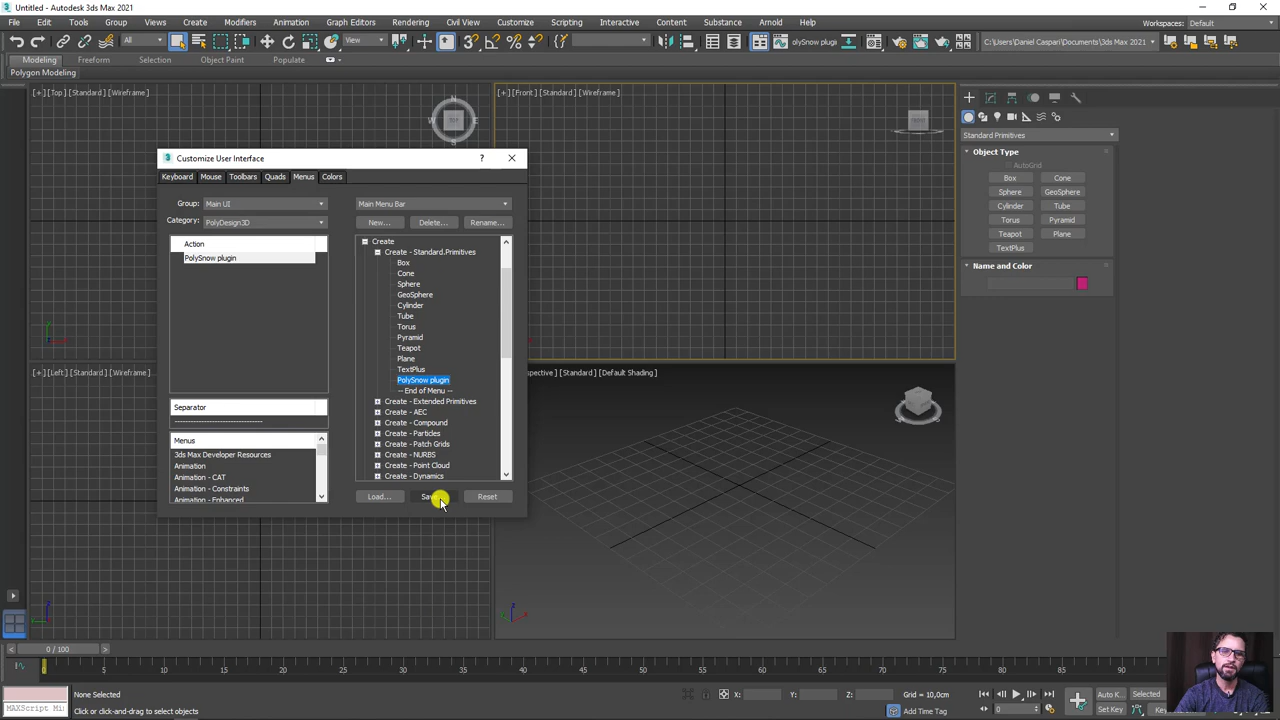 Untitled - Autodesk 3ds Max 2021
File Edit Tools Group Views Create Modifiers Animation Graph Editors Rendering Civil View Customize Scripting Interactive Content Substance Arnold Help
Workspaces: Default
All View olySnow plugi C:\Users\Daniel Caspari\Documents\3ds Max 2021
Modeling Freeform Selection Object Paint Populate
Polygon Modeling
[+] [Top] [Standard] [Wireframe]
[+] [Front] [Standard] [Wireframe]
Standard Primitives
Object Type
AutoGrid
Box Cone
Sphere GeoSphere
Cylinder Tube
Torus Pyramid
Teapot Plane
TextPlus
Name and Color
Customize User Interface
Keyboard Mouse Toolbars Quads Menus Colors
Group: Main UI
Category: PolyDesign3D
Action
PolySnow plugin
Separator
--------------------------------
Menus
3ds Max Developer Resources
Animation
Animation - CAT
Animation - Constraints
Animation - Enhanced
Main Menu Bar
New... Delete... Rename...
Create
Create - Standard.Primitives
Box
Cone
Sphere
GeoSphere
Cylinder
Tube
Torus
Pyramid
Teapot
Plane
TextPlus
PolySnow plugin
-- End of Menu --
Create - Extended Primitives
Create - AEC
Create - Compound
Create - Particles
Create - Patch Grids
Create - NURBS
Create - Point Cloud
Create - Dynamics
Load... Save Reset
[+] [Left] [Standard] [Wireframe]
spective] [Standard] [Default Shading]
0 / 100
0 5 10 15 20 25 30 35 40 45 50 55 60 65 70 75 80 85 90
MAXScript Mi
None Selected
Click or click-and-drag to select objects
X: Y: Z: Grid = 10,0cm
Add Time Tag
0
Auto K... Selected
Set Key